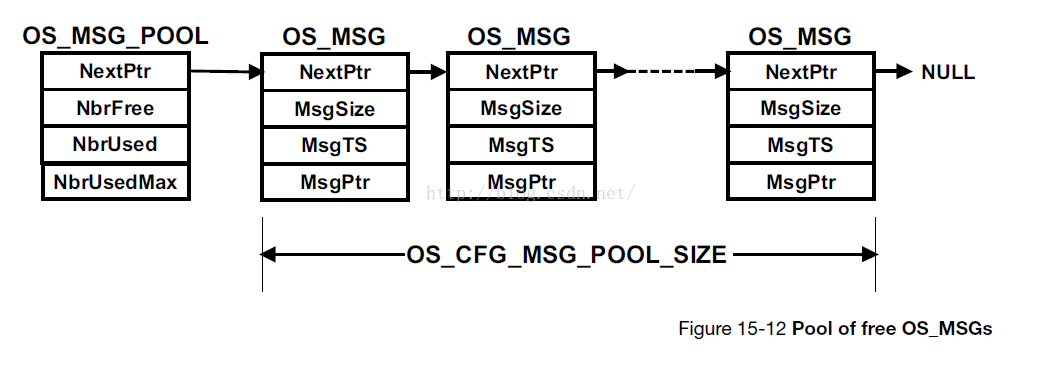 OS_MSG_POOL
NextPtr
NbrFree
NbrUsed
NbrUsedMax
OS_MSG
NextPtr
MsgSize
MsgTS
MsgPtr
OS_MSG
NextPtr
MsgSize
MsgTS
MsgPtr
OS_MSG
NextPtr
MsgSize
MsgTS
MsgPtr
NULL
http://blog.csdn.net/
OS_CFG_MSG_POOL_SIZE
Figure 15-12 Pool of free OS_MSGs